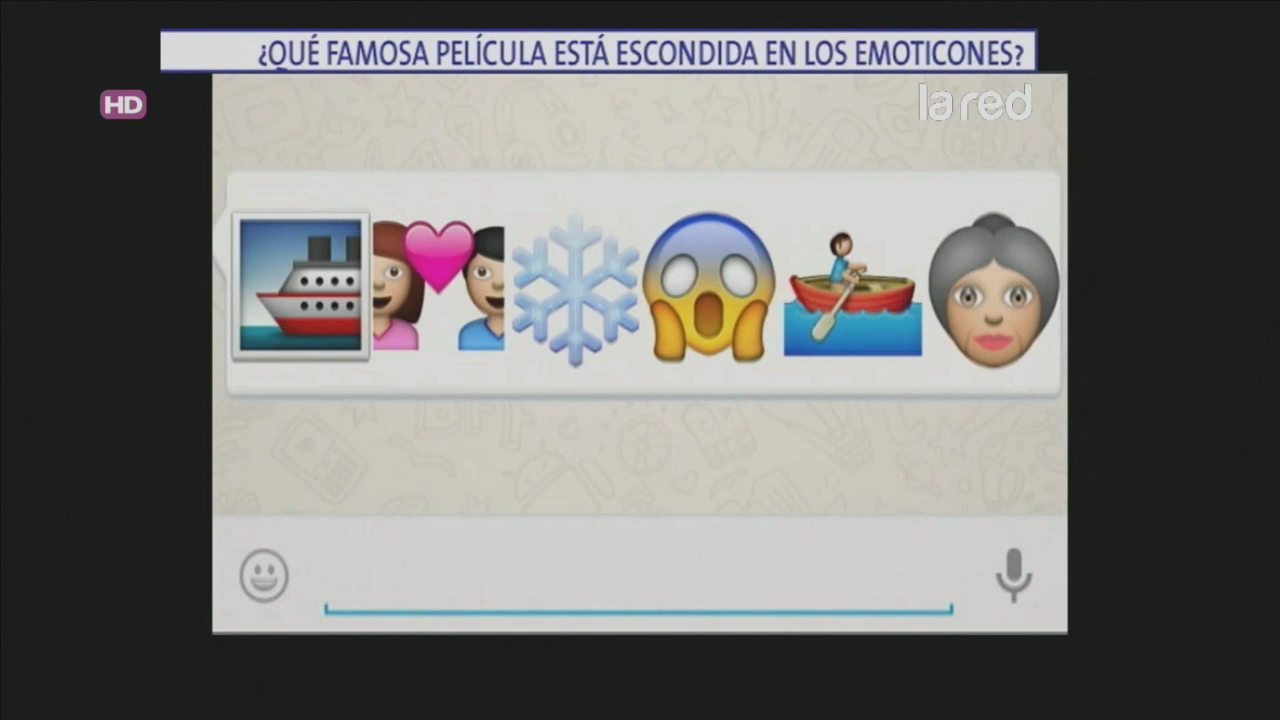 ¿QUÉ FAMOSA PELÍCULA ESTÁ ESCONDIDA EN LOS EMOTICONES?
HD
la red